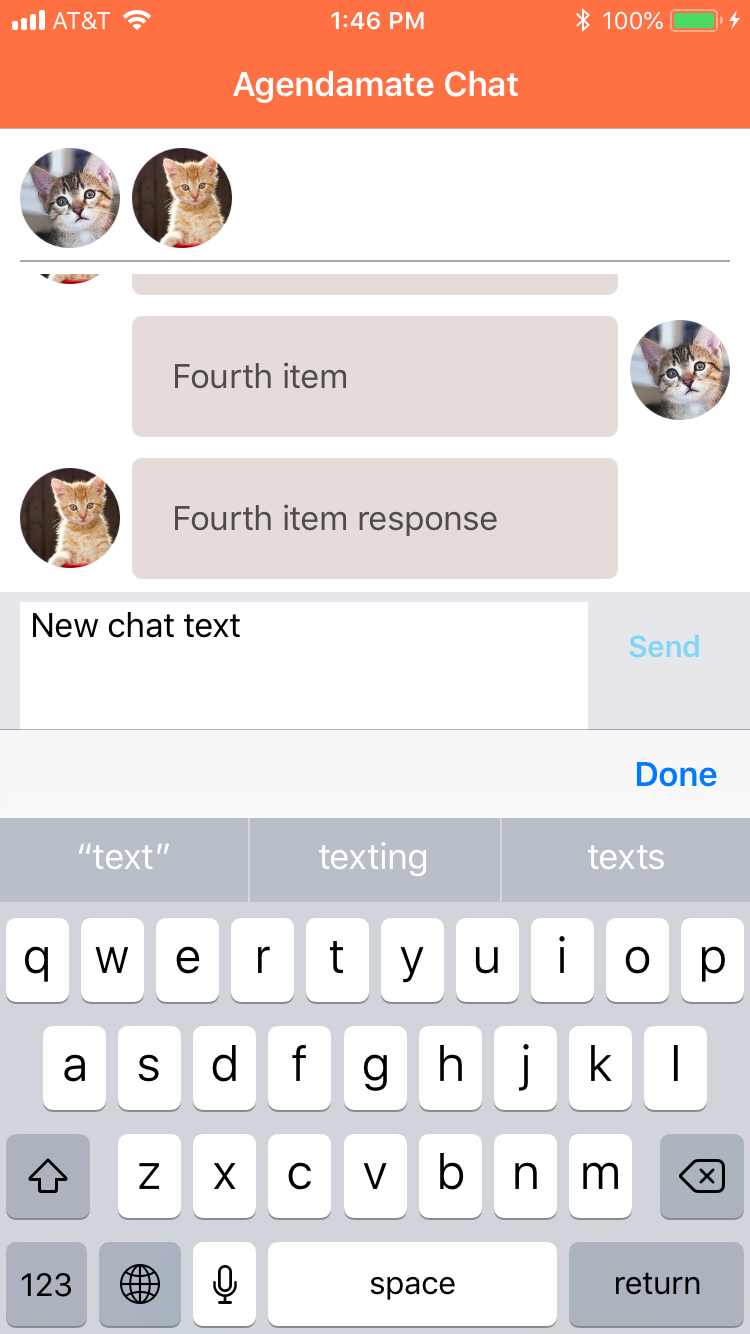 AT&T 1:46 PM 100%
Agendamate Chat
Fourth item
Fourth item response
New chat text
Send
Done
“text” texting texts
q w e r t y u i o p
a s d f g h j k l
z x c v b n m
123 space return